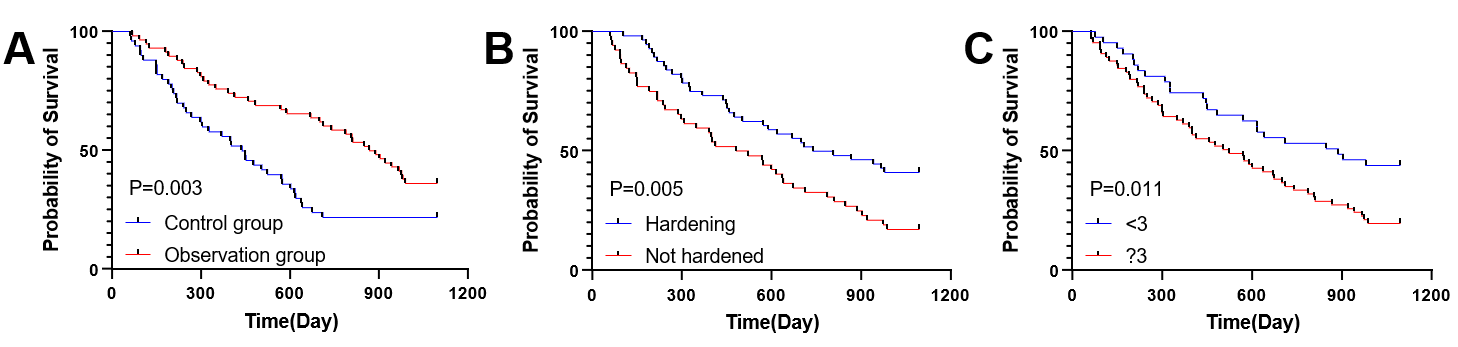 A
Probability of Survival
100
50
0
P=0.003
Control group
Observation group
0 300 600 900 1200
Time(Day)
B
Probability of Survival
100
50
0
P=0.005
Hardening
Not hardened
0 300 600 900 1200
Time(Day)
C
Probability of Survival
100
50
0
P=0.011
<3
?3
0 300 600 900 1200
Time(Day)